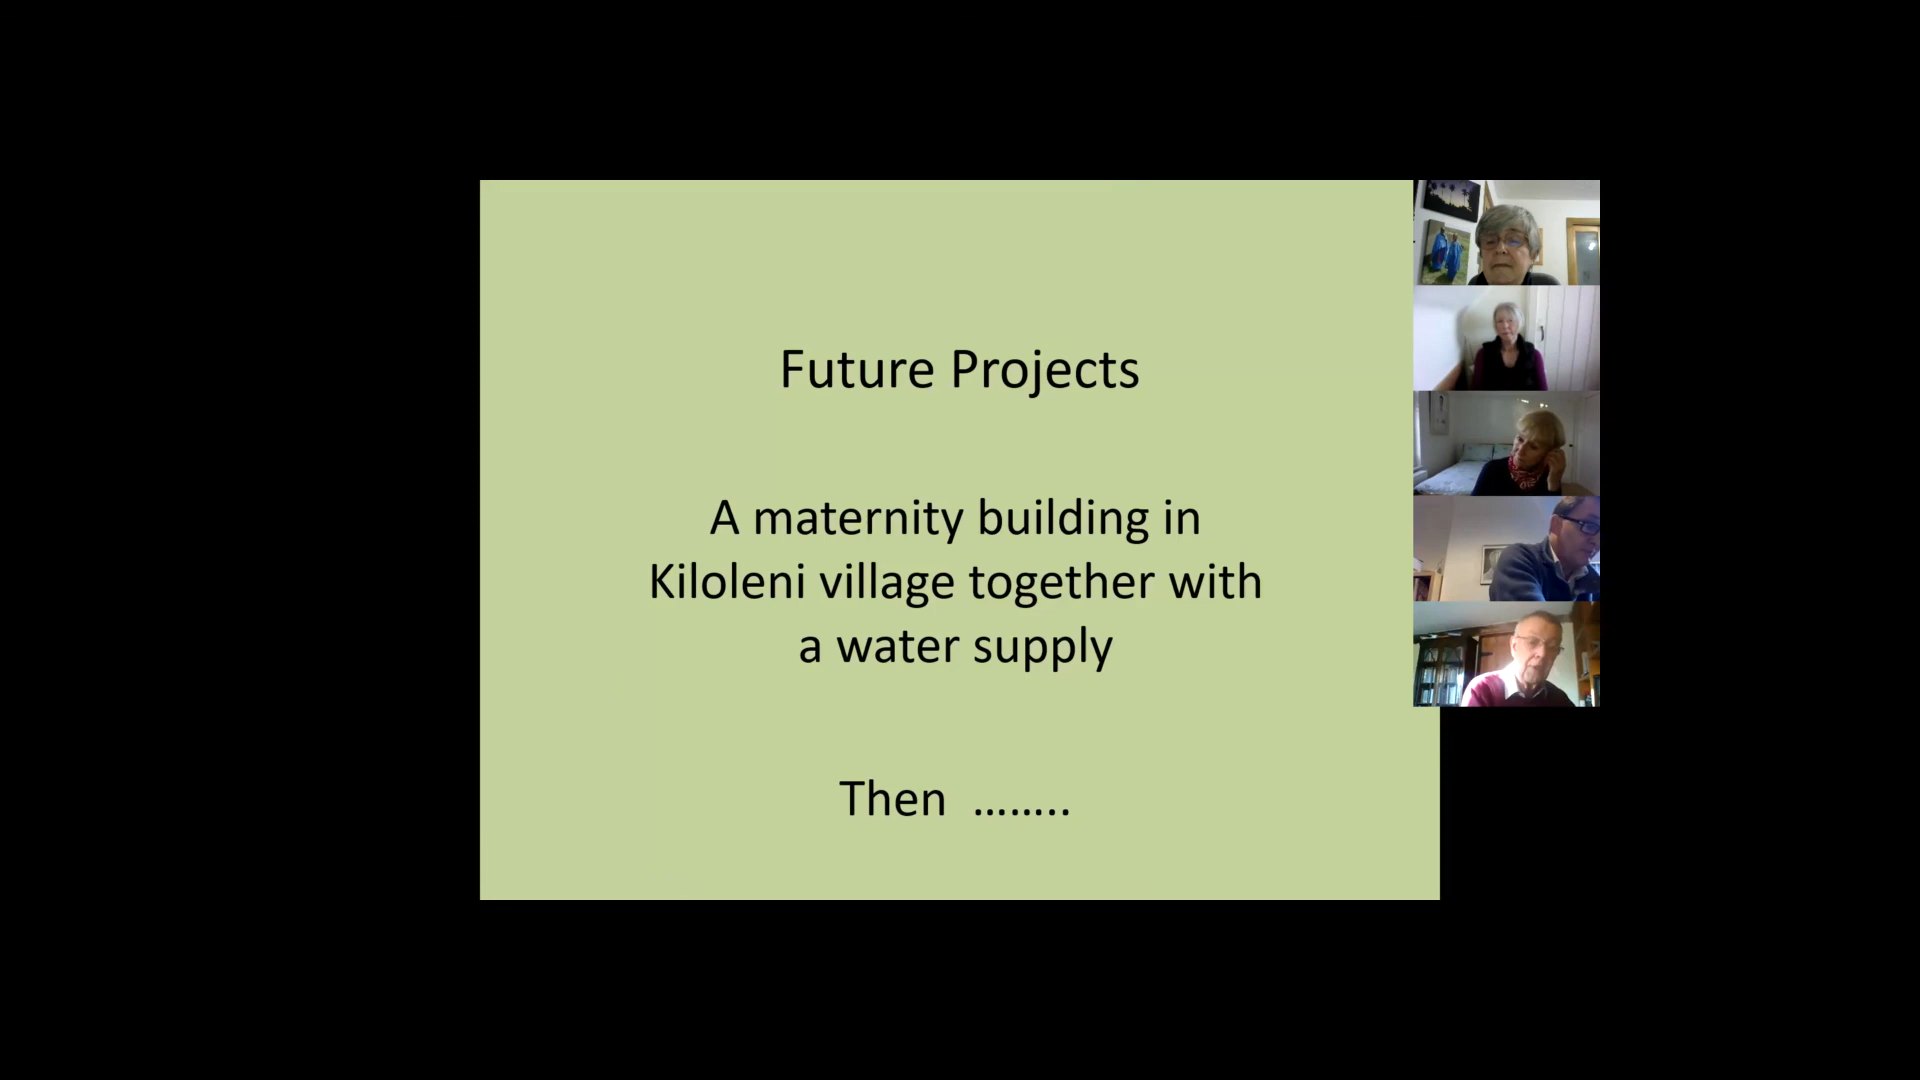 Future Projects
A maternity building in
Kiloleni village together with
a water supply
Then ……..